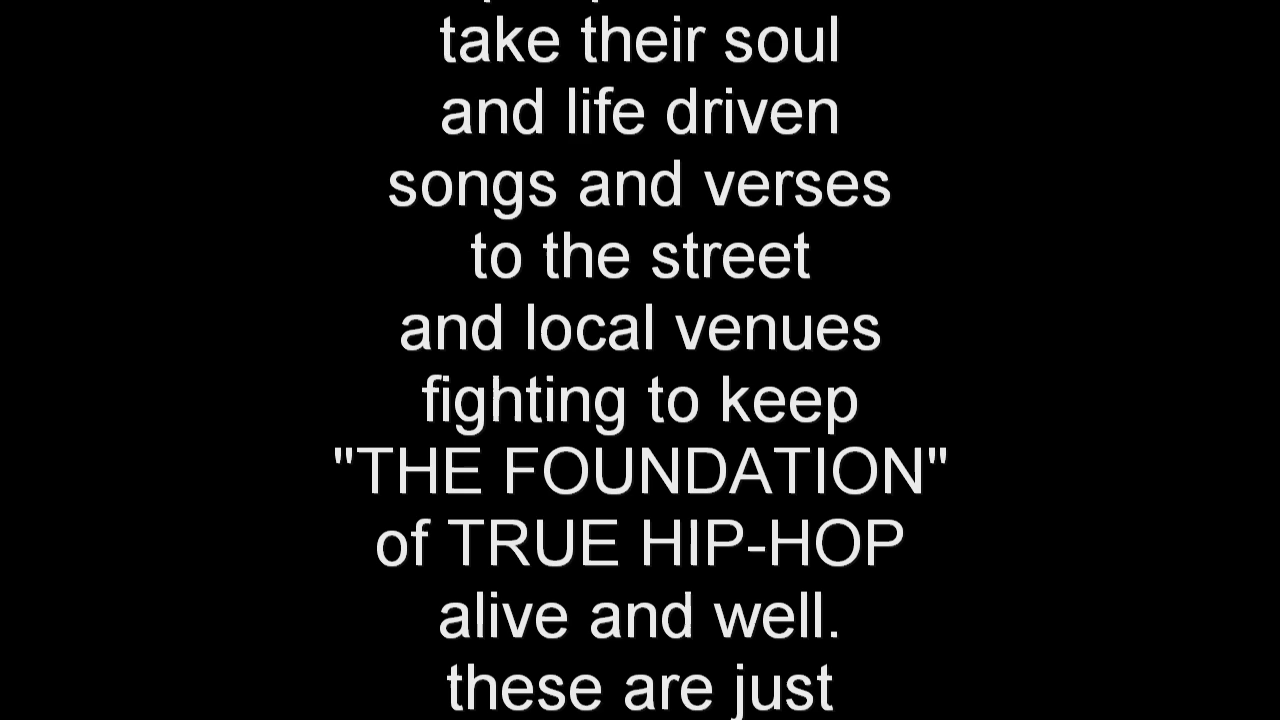 take their soul
and life driven
songs and verses
to the street
and local venues
fighting to keep
"THE FOUNDATION"
of TRUE HIP-HOP
alive and well.
these are just